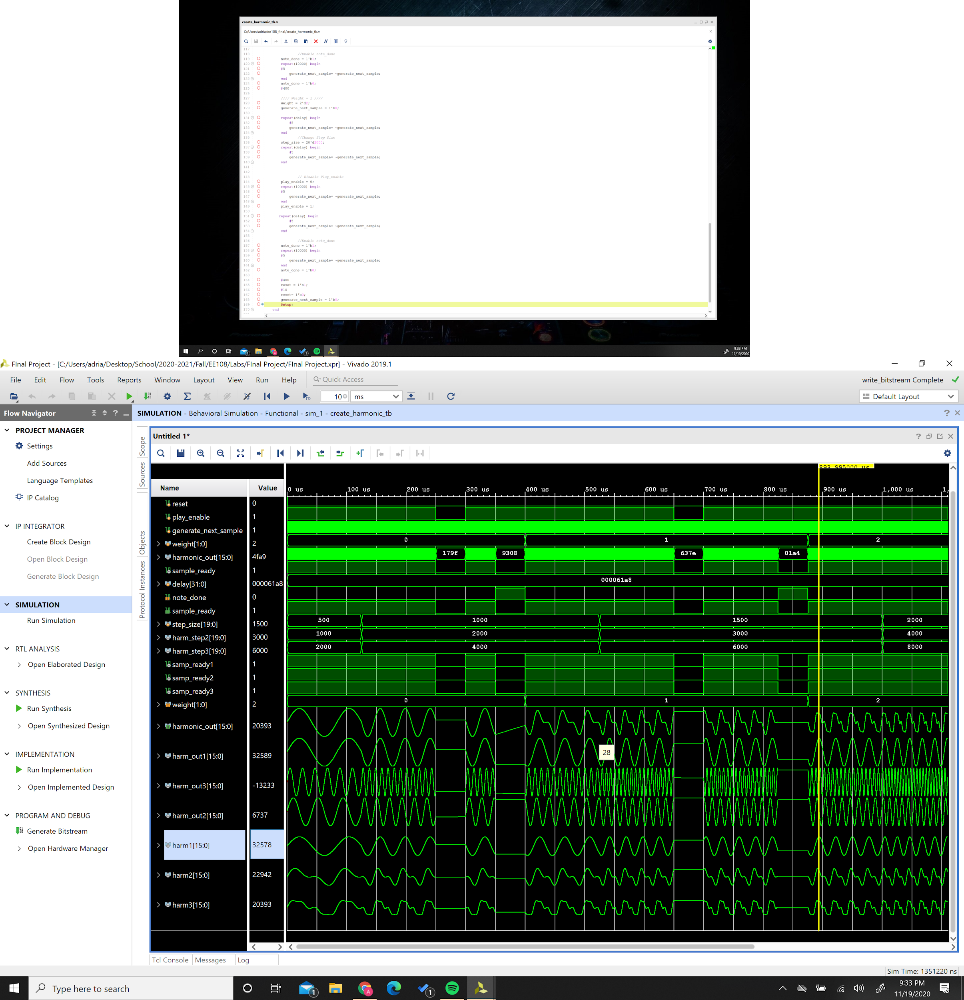 create_harmonic_tb.v
C:/Users/adria/ee108_final/create_harmonic_tb.v
117
118 //Enable note_done
119 note_done = 1'b1;
120 repeat(10000) begin
121 #5
122 generate_next_sample= ~generate_next_sample;
123 end
124 note_done = 1'b0;
125 #400
126
127 //// Weight = 2 ////
128 weight = 2'd2;
129 generate_next_sample = 1'b0;
130
131 repeat(delay) begin
132 #5
133 generate_next_sample= ~generate_next_sample;
134 end
135 //Change Step Size
136 step_size = 20'd2000;
137 repeat(delay) begin
138 #5
139 generate_next_sample= ~generate_next_sample;
140 end
141
142
143 // Disable Play_enable
144 play_enable = 0;
145 repeat(10000) begin
146 #5
147 generate_next_sample= ~generate_next_sample;
148 end
149 play_enable = 1;
150
151 repeat(delay) begin
152 #5
153 generate_next_sample= ~generate_next_sample;
154 end
155
156 //Enable note_done
157 note_done = 1'b1;
158 repeat(10000) begin
159 #5
160 generate_next_sample= ~generate_next_sample;
161 end
162 note_done = 1'b0;
163
164 #400
165 reset = 1'b1;
166 #10
167 reset= 1'b0;
168 generate_next_sample = 1'b0;
169 $stop;
170 end
9:33 PM
11/19/2020
FInal Project - [C:/Users/adria/Desktop/School/2020-2021/Fall/EE108/Labs/FInal Project/FInal Project.xpr] - Vivado 2019.1
File Edit Flow Tools Reports Window Layout View Run Help Quick Access write_bitstream Complete
10 ms Default Layout
Flow Navigator
SIMULATION - Behavioral Simulation - Functional - sim_1 - create_harmonic_tb
PROJECT MANAGER
Settings
Add Sources
Language Templates
IP Catalog
IP INTEGRATOR
Create Block Design
Open Block Design
Generate Block Design
SIMULATION
Run Simulation
RTL ANALYSIS
Open Elaborated Design
SYNTHESIS
Run Synthesis
Open Synthesized Design
IMPLEMENTATION
Run Implementation
Open Implemented Design
PROGRAM AND DEBUG
Generate Bitstream
Open Hardware Manager
Scope
Sources
Objects
Protocol Instances
Untitled 1*
893.995000 us
Name Value 0 us 100 us 200 us 300 us 400 us 500 us 600 us 700 us 800 us 900 us 1,000 us 1,
reset 0
play_enable 1
generate_next_sample 1
weight[1:0] 2 0 1 2
harmonic_out[15:0] 4fa9 179f 9308 637e 01a4
sample_ready 1
delay[31:0] 000061a8 000061a8
note_done 0
sample_ready 1
step_size[19:0] 1500 500 1000 1500 2000
harm_step2[19:0] 3000 1000 2000 3000 4000
harm_step3[19:0] 6000 2000 4000 6000 8000
samp_ready1 1
samp_ready2 1
samp_ready3 1
weight[1:0] 2 0 1 2
harmonic_out[15:0] 20393
harm_out1[15:0] 32589 28
harm_out3[15:0] -13233
harm_out2[15:0] 6737
harm1[15:0] 32578
harm2[15:0] 22942
harm3[15:0] 20393
Tcl Console Messages Log
Sim Time: 1351220 ns
Type here to search
1
1
9:33 PM
11/19/2020